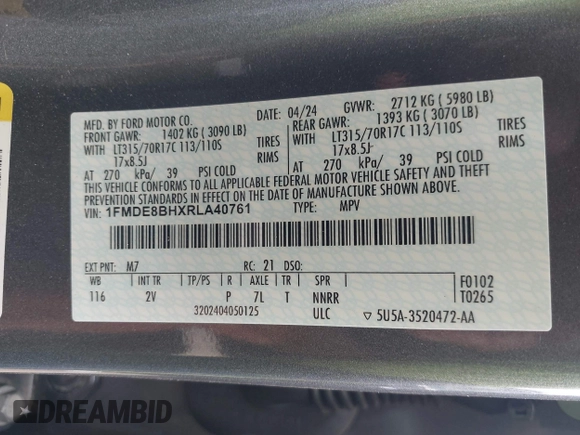 MFD. BY FORD MOTOR CO.
DATE: 04/24
GVWR: 2712 KG ( 5980 LB)
FRONT GAWR: 1402 KG ( 3090 LB)
REAR GAWR: 1393 KG ( 3070 LB)
WITH LT315/70R17C 113/110S TIRES
WITH LT315/70R17C 113/110S TIRES
17x8.5J RIMS
17x8.5J RIMS
AT 270 kPa/ 39 PSI COLD
AT 270 kPa/ 39 PSI COLD
THIS VEHICLE CONFORMS TO ALL APPLICABLE FEDERAL MOTOR VEHICLE SAFETY AND THEFT
PREVENTION STANDARDS IN EFFECT ON THE DATE OF MANUFACTURE SHOWN ABOVE.
VIN: 1FMDE8BHXRLA40761
TYPE: MPV
EXT PNT: M7 RC: 21 DSO:
WB INT TR TP/PS R AXLE TR SPR
F0102
116 2V P 7L T NNRR
T0265
3202404050125 ULC
5U5A-3520472-AA
DREAMBID